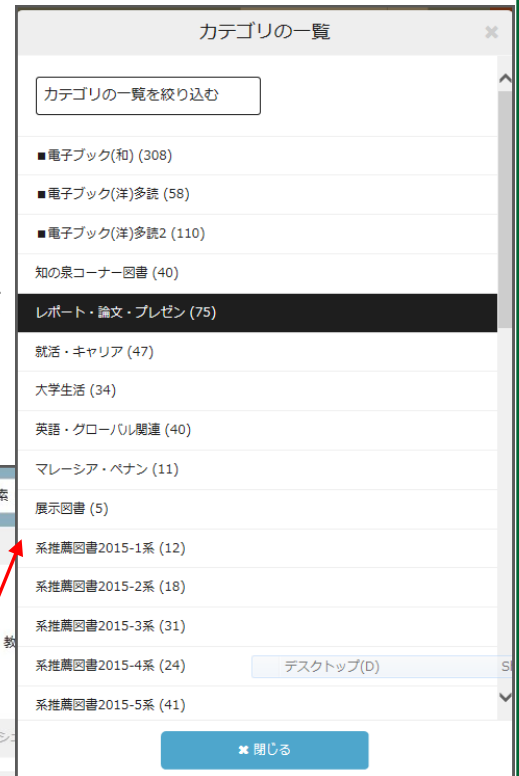 カテゴリの一覧 ✖
カテゴリの一覧を絞り込む
■電子ブック(和) (308)
■電子ブック(洋)多読 (58)
■電子ブック(洋)多読2 (110)
知の泉コーナー図書 (40)
レポート・論文・プレゼン (75)
就活・キャリア (47)
大学生活 (34)
英語・グローバル関連 (40)
マレーシア・ペナン (11)
索
展示図書 (5)
系推薦図書2015-1系 (12)
系推薦図書2015-2系 (18)
系推薦図書2015-3系 (31)
教
系推薦図書2015-4系 (24)
デスクトップ(D)
系推薦図書2015-5系 (41)
✖ 閉じる